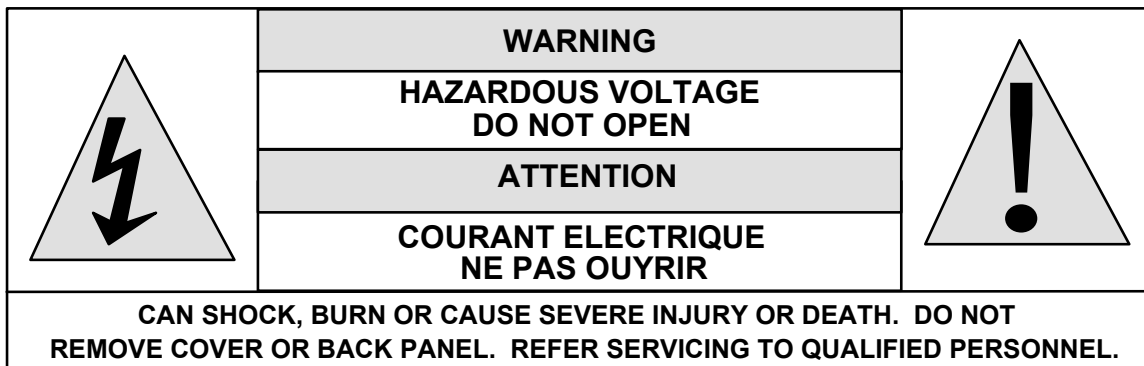 WARNING
HAZARDOUS VOLTAGE
DO NOT OPEN
ATTENTION
COURANT ELECTRIQUE
NE PAS OUYRIR
CAN SHOCK, BURN OR CAUSE SEVERE INJURY OR DEATH.  DO NOT
REMOVE COVER OR BACK PANEL.  REFER SERVICING TO QUALIFIED PERSONNEL.